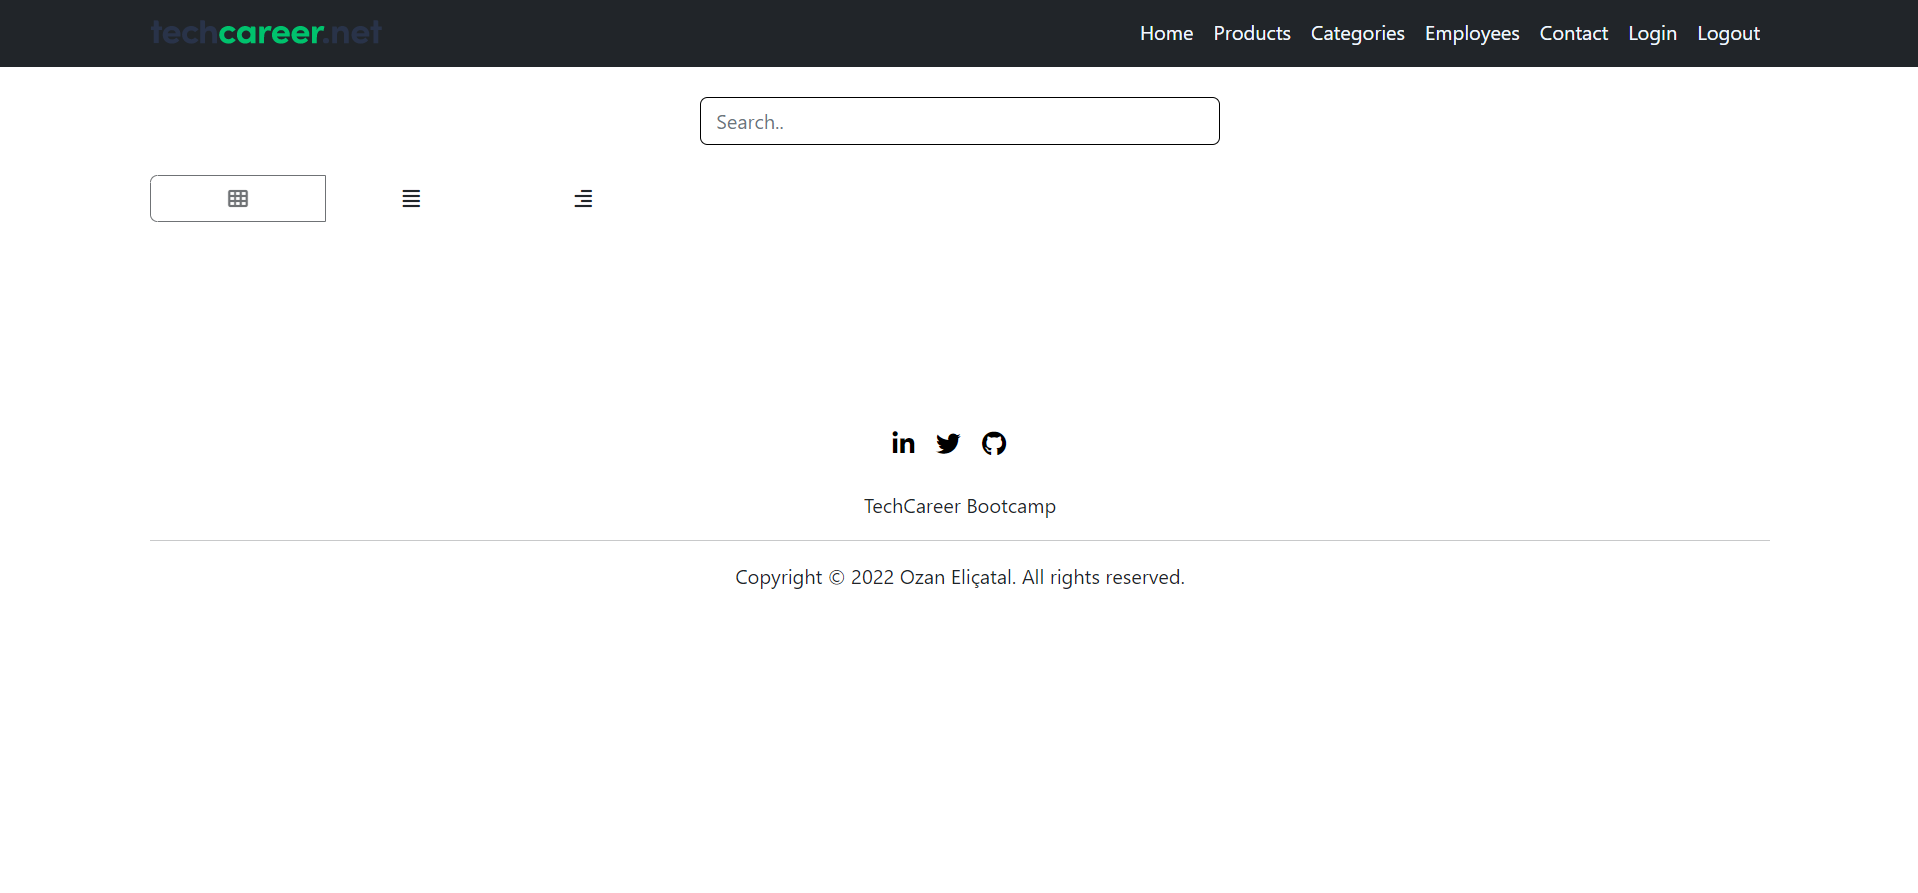 techcareer.net
Home Products Categories Employees Contact Login Logout
Search..
TechCareer Bootcamp
Copyright © 2022 Ozan Eliçatal. All rights reserved.